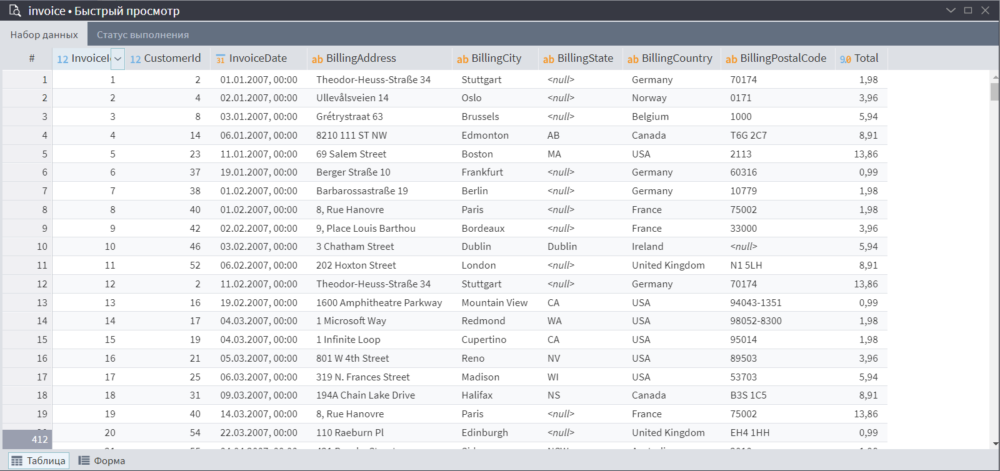 invoice • Быстрый просмотр
Набор данных Статус выполнения
# 12 InvoiceI 12 CustomerId 31 InvoiceDate ab BillingAddress ab BillingCity ab BillingState ab BillingCountry ab BillingPostalCode 9.0 Total
1 1 2 01.01.2007, 00:00 Theodor-Heuss-Straße 34 Stuttgart <null> Germany 70174 1,98
2 2 4 02.01.2007, 00:00 Ullevålsveien 14 Oslo <null> Norway 0171 3,96
3 3 8 03.01.2007, 00:00 Grétrystraat 63 Brussels <null> Belgium 1000 5,94
4 4 14 06.01.2007, 00:00 8210 111 ST NW Edmonton AB Canada T6G 2C7 8,91
5 5 23 11.01.2007, 00:00 69 Salem Street Boston MA USA 2113 13,86
6 6 37 19.01.2007, 00:00 Berger Straße 10 Frankfurt <null> Germany 60316 0,99
7 7 38 01.02.2007, 00:00 Barbarossastraße 19 Berlin <null> Germany 10779 1,98
8 8 40 01.02.2007, 00:00 8, Rue Hanovre Paris <null> France 75002 1,98
9 9 42 02.02.2007, 00:00 9, Place Louis Barthou Bordeaux <null> France 33000 3,96
10 10 46 03.02.2007, 00:00 3 Chatham Street Dublin Dublin Ireland <null> 5,94
11 11 52 06.02.2007, 00:00 202 Hoxton Street London <null> United Kingdom N1 5LH 8,91
12 12 2 11.02.2007, 00:00 Theodor-Heuss-Straße 34 Stuttgart <null> Germany 70174 13,86
13 13 16 19.02.2007, 00:00 1600 Amphitheatre Parkway Mountain View CA USA 94043-1351 0,99
14 14 17 04.03.2007, 00:00 1 Microsoft Way Redmond WA USA 98052-8300 1,98
15 15 19 04.03.2007, 00:00 1 Infinite Loop Cupertino CA USA 95014 1,98
16 16 21 05.03.2007, 00:00 801 W 4th Street Reno NV USA 89503 3,96
17 17 25 06.03.2007, 00:00 319 N. Frances Street Madison WI USA 53703 5,94
18 18 31 09.03.2007, 00:00 194A Chain Lake Drive Halifax NS Canada B3S 1C5 8,91
19 19 40 14.03.2007, 00:00 8, Rue Hanovre Paris <null> France 75002 13,86
20 54 22.03.2007, 00:00 110 Raeburn Pl Edinburgh <null> United Kingdom EH4 1HH 0,99
412
Таблица Форма